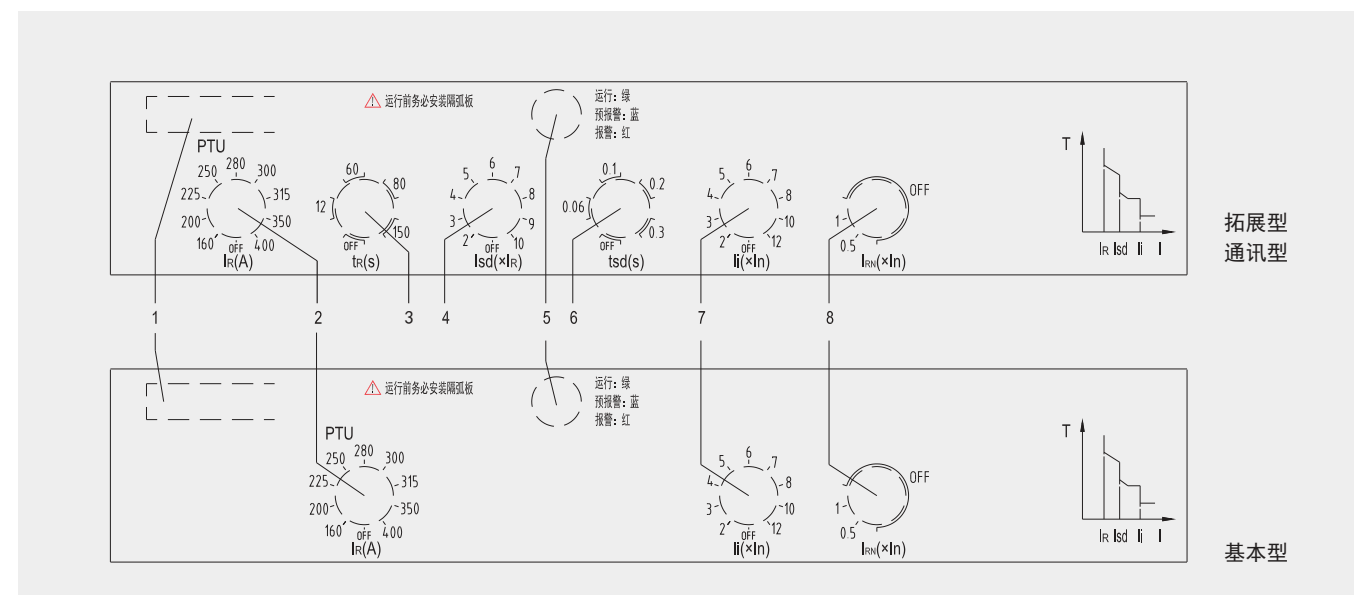 ⚠ 运行前务必安装隔弧板
运行：绿
预报警：蓝
报警：红
PTU
160 200 225 250 280 300 315 350 400 OFF
IR(A)
12 60 80 150 OFF
tR(s)
2 3 4 5 6 7 8 9 10
Isd(×IR)
0.06 0.1 0.2 0.3 OFF
tsd(s)
2 3 4 5 6 7 8 10 12 OFF
Ii(×In)
0.5 1 OFF
IRN(×In)
T
IR Isd Ii I
拓展型
通讯型
1 2 3 4 5 6 7 8
⚠ 运行前务必安装隔弧板
运行：绿
预报警：蓝
报警：红
PTU
160 200 225 250 280 300 315 350 400 OFF
IR(A)
2 3 4 5 6 7 8 10 12 OFF
Ii(×In)
0.5 1 OFF
IRN(×In)
T
IR Isd Ii I
基本型